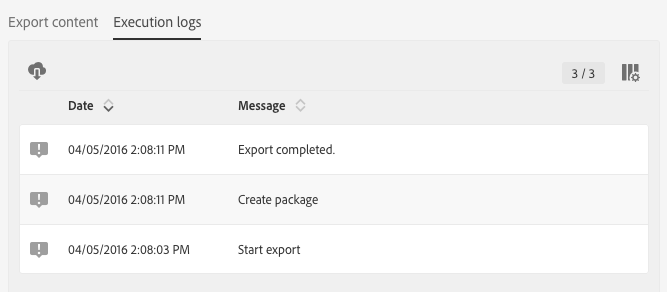 Export content Execution logs
3 / 3
Date Message
04/05/2016 2:08:11 PM Export completed.
04/05/2016 2:08:11 PM Create package
04/05/2016 2:08:03 PM Start export